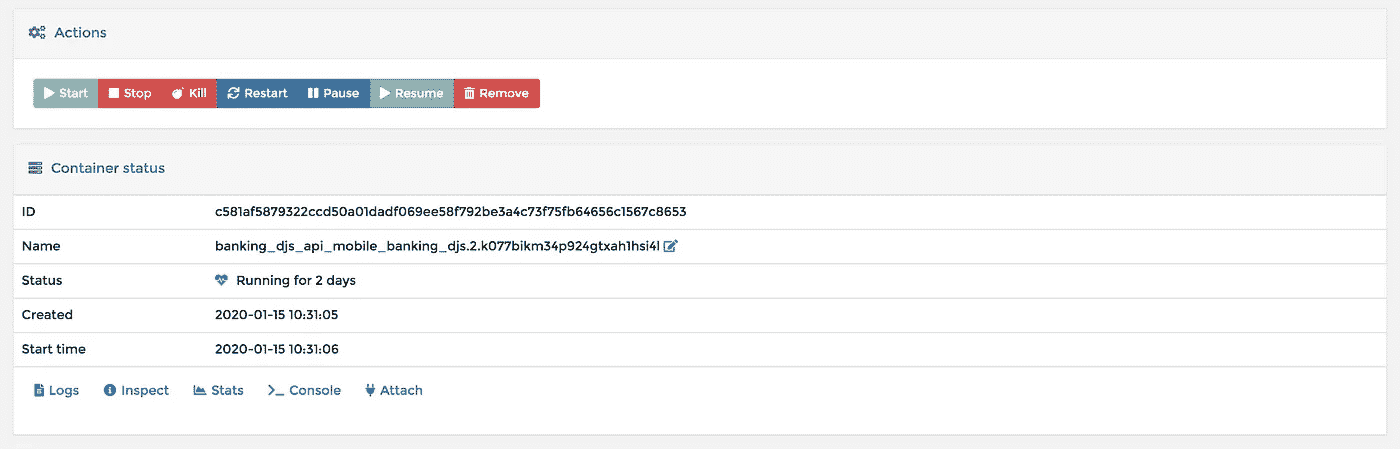 Actions
Start Stop Kill Restart Pause Resume Remove
Container status
ID c581af5879322ccd50a01dadf069ee58f792be3a4c73f75fb64656c1567c8653
Name banking_djs_api_mobile_banking_djs.2.k077bikm34p924gtxah1hsi4l
Status Running for 2 days
Created 2020-01-15 10:31:05
Start time 2020-01-15 10:31:06
Logs Inspect Stats Console Attach